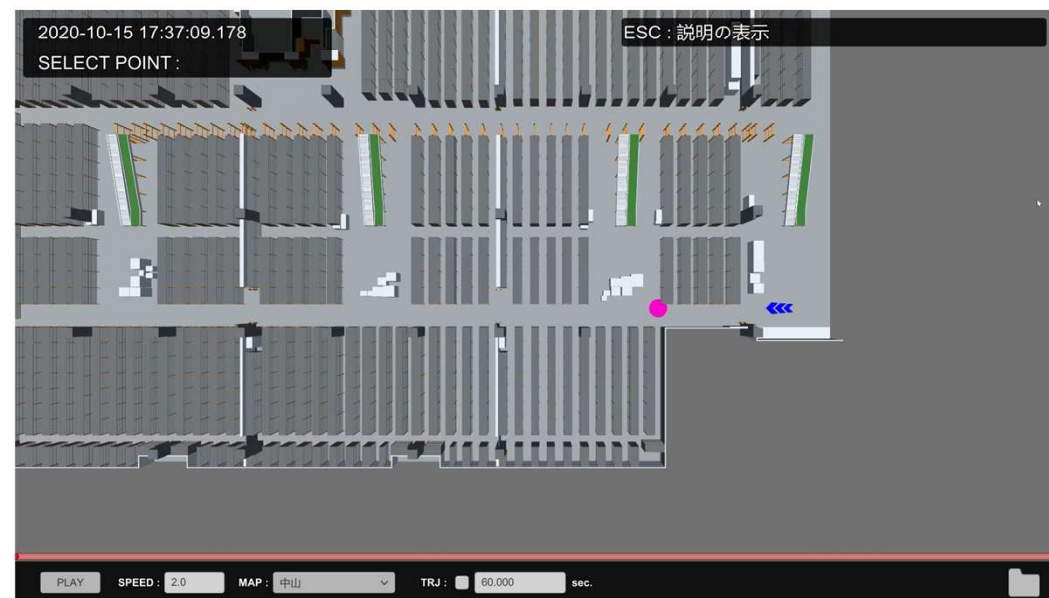 2020-10-15 17:37:09.178
SELECT POINT :
ESC : 説明の表示
PLAY SPEED : 2.0 MAP : 中山 TRJ : 60.000 sec.